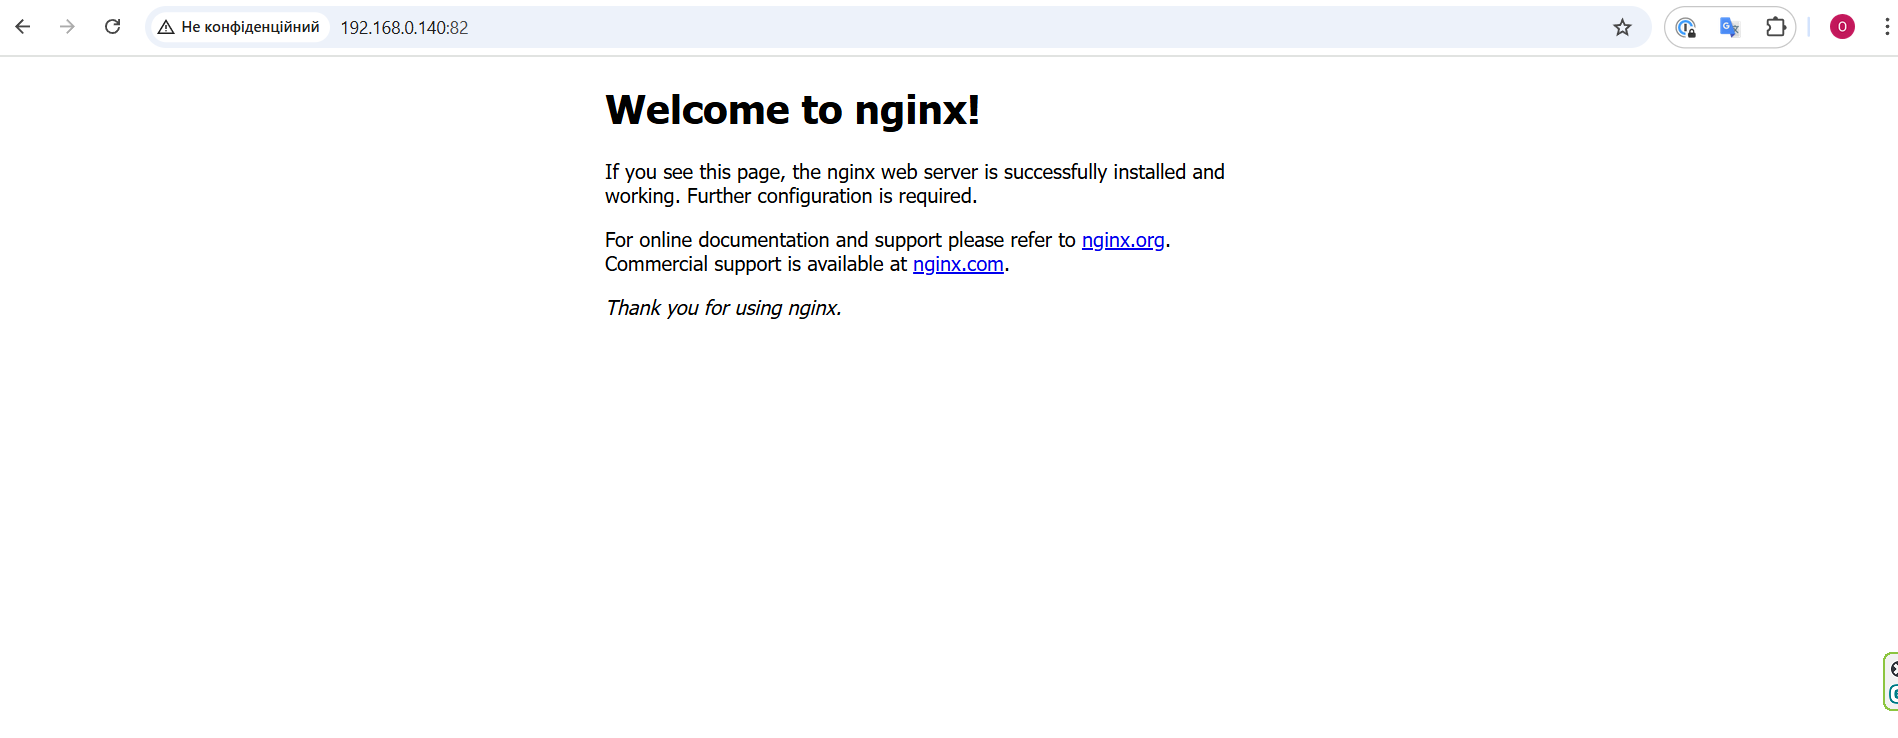 Не конфіденційний
192.168.0.140:82
O
Welcome to nginx!
If you see this page, the nginx web server is successfully installed and
working. Further configuration is required.
For online documentation and support please refer to nginx.org.
Commercial support is available at nginx.com.
Thank you for using nginx.